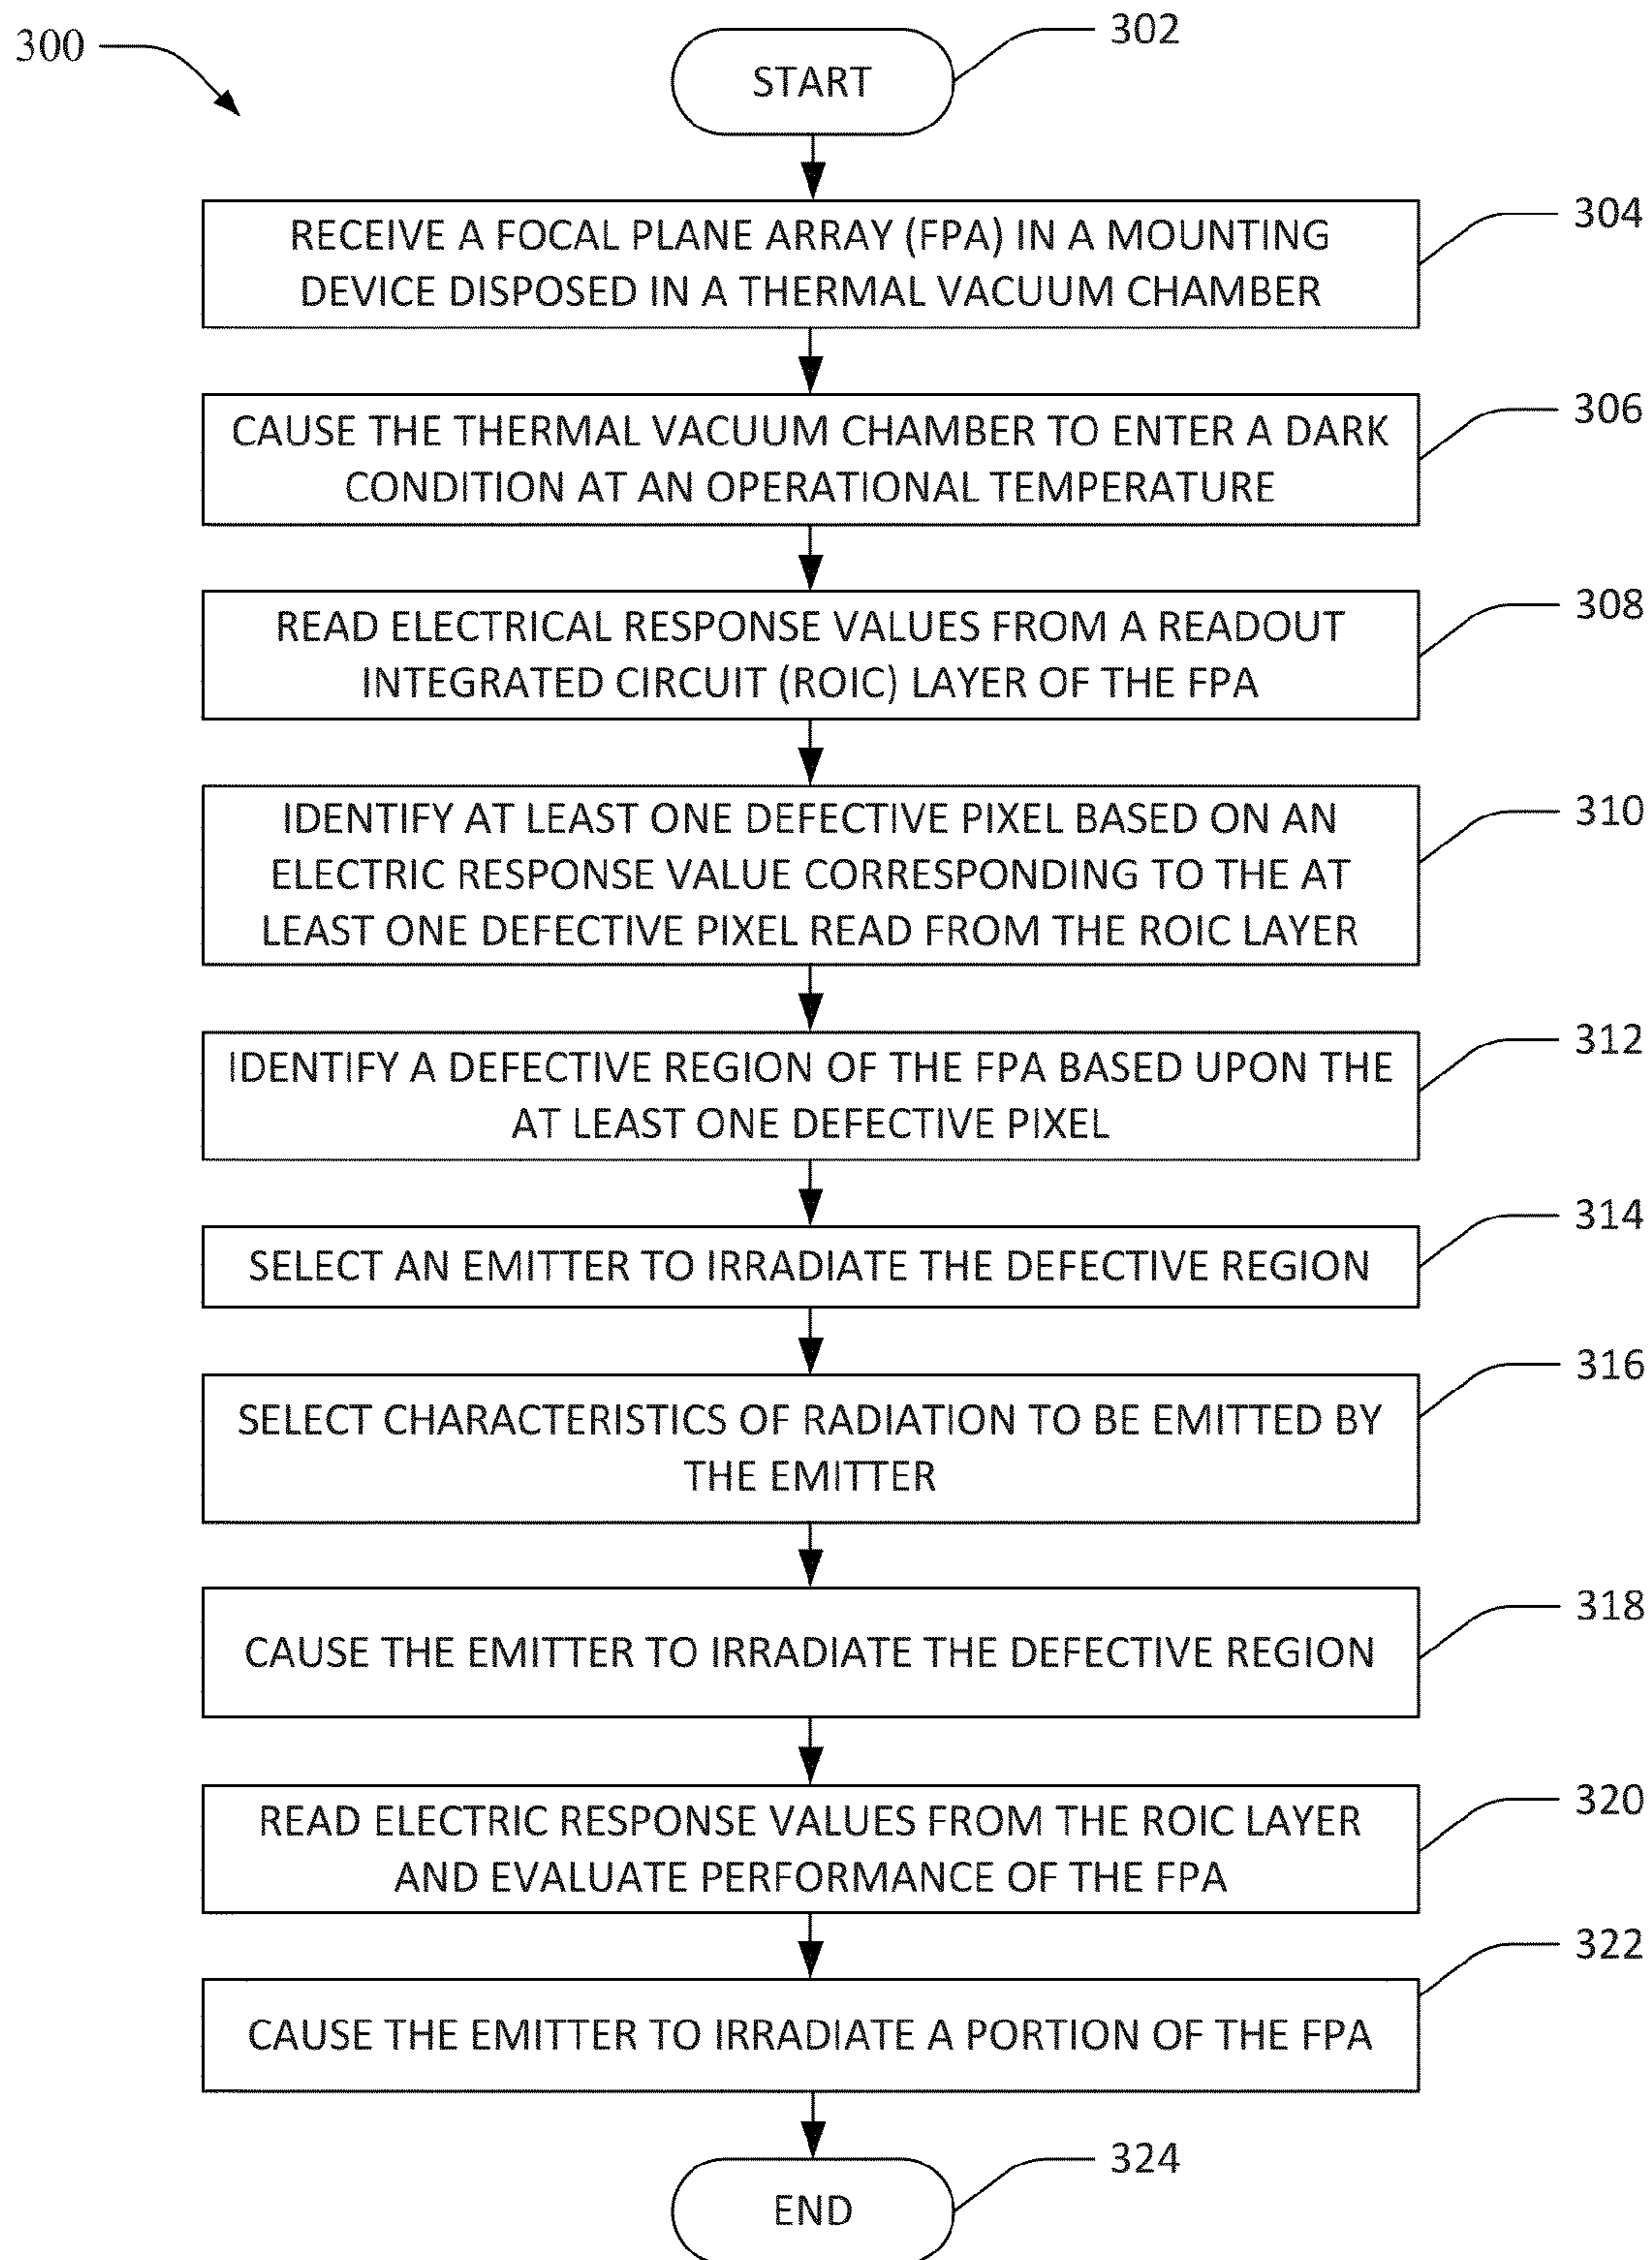 300
302
START
304
RECEIVE A FOCAL PLANE ARRAY (FPA) IN A MOUNTING
DEVICE DISPOSED IN A THERMAL VACUUM CHAMBER
306
CAUSE THE THERMAL VACUUM CHAMBER TO ENTER A DARK
CONDITION AT AN OPERATIONAL TEMPERATURE
308
READ ELECTRICAL RESPONSE VALUES FROM A READOUT
INTEGRATED CIRCUIT (ROIC) LAYER OF THE FPA
310
IDENTIFY AT LEAST ONE DEFECTIVE PIXEL BASED ON AN
ELECTRIC RESPONSE VALUE CORRESPONDING TO THE AT
LEAST ONE DEFECTIVE PIXEL READ FROM THE ROIC LAYER
312
IDENTIFY A DEFECTIVE REGION OF THE FPA BASED UPON THE
AT LEAST ONE DEFECTIVE PIXEL
314
SELECT AN EMITTER TO IRRADIATE THE DEFECTIVE REGION
316
SELECT CHARACTERISTICS OF RADIATION TO BE EMITTED BY
THE EMITTER
318
CAUSE THE EMITTER TO IRRADIATE THE DEFECTIVE REGION
320
READ ELECTRIC RESPONSE VALUES FROM THE ROIC LAYER
AND EVALUATE PERFORMANCE OF THE FPA
322
CAUSE THE EMITTER TO IRRADIATE A PORTION OF THE FPA
324
END